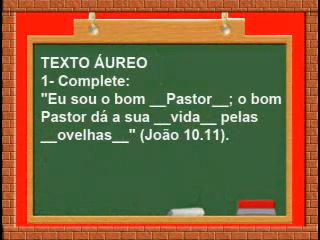 TEXTO ÁUREO
1- Complete:
"Eu sou o bom __Pastor__; o bom
Pastor dá a sua __vida__ pelas
__ovelhas__" (João 10.11).